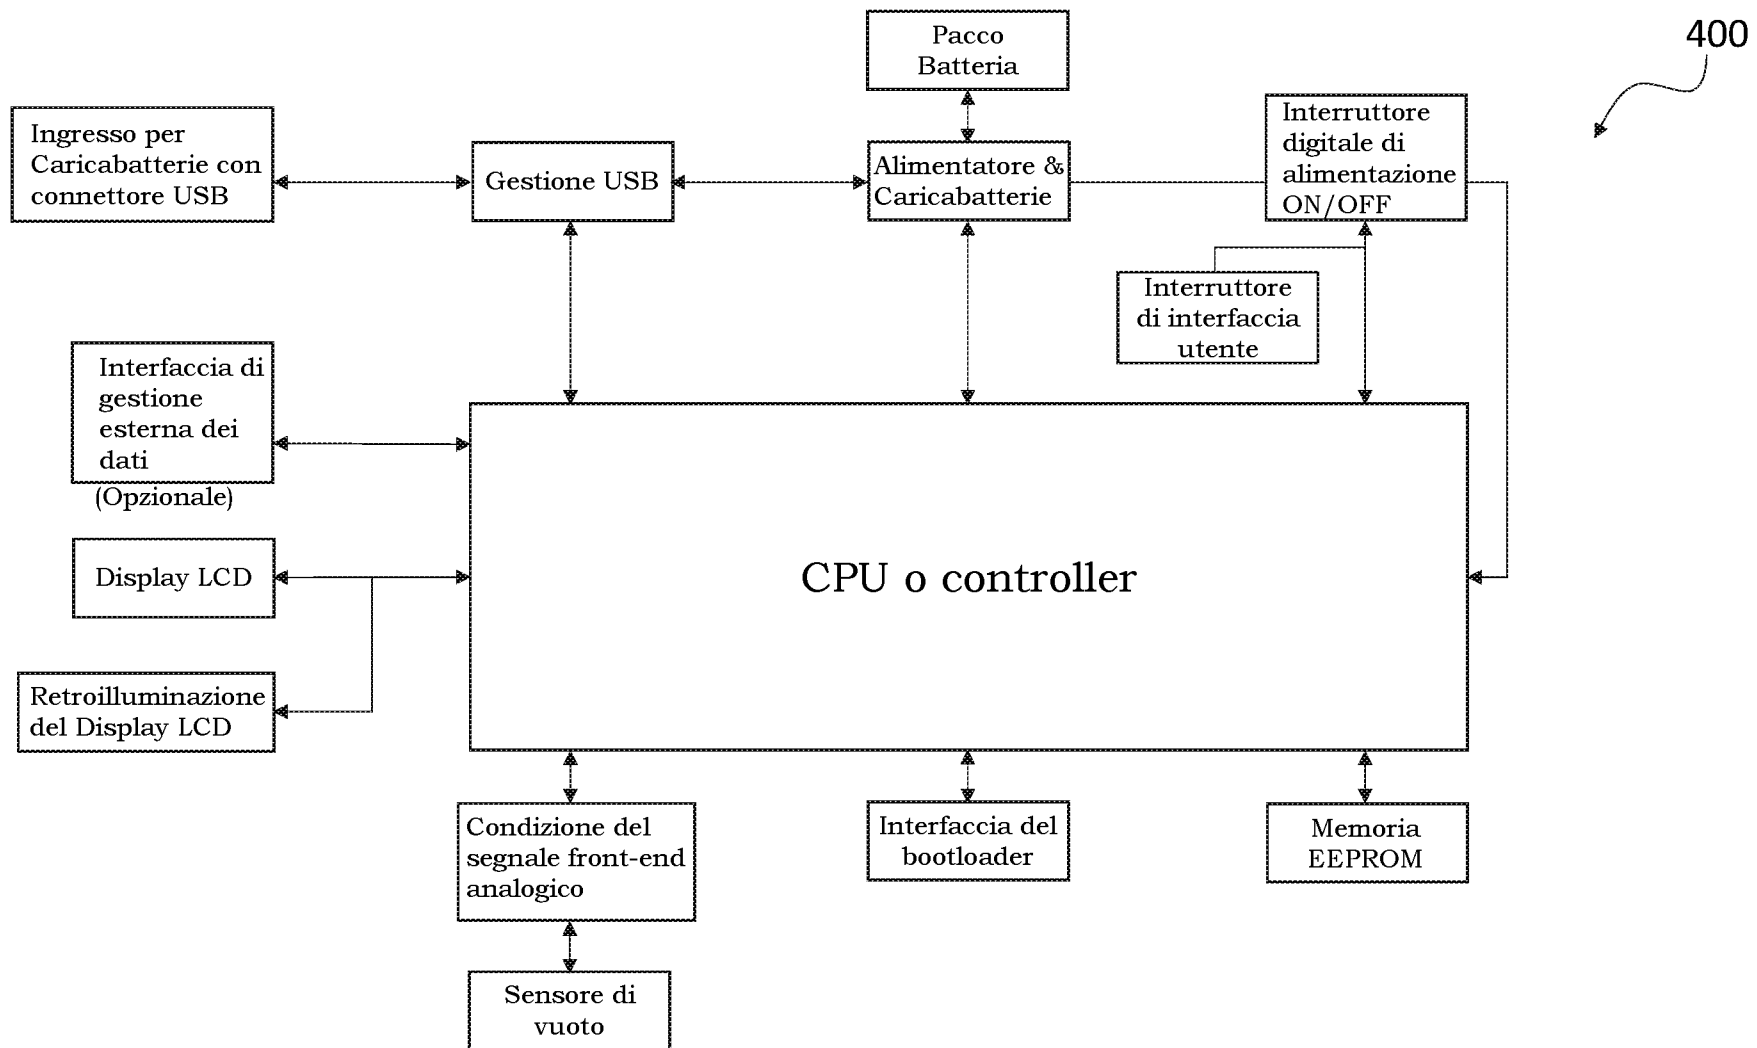 400
Pacco
Batteria
Ingresso per
Caricabatterie con
connettore USB
Gestione USB
Alimentatore &
Caricabatterie
Interruttore
digitale di
alimentazione
ON/OFF
Interruttore
di interfaccia
utente
Interfaccia di
gestione
esterna dei
dati
(Opzionale)
Display LCD
CPU o controller
Retroilluminazione
del Display LCD
Condizione del
segnale front-end
analogico
Interfaccia del
bootloader
Memoria
EEPROM
Sensore di
vuoto